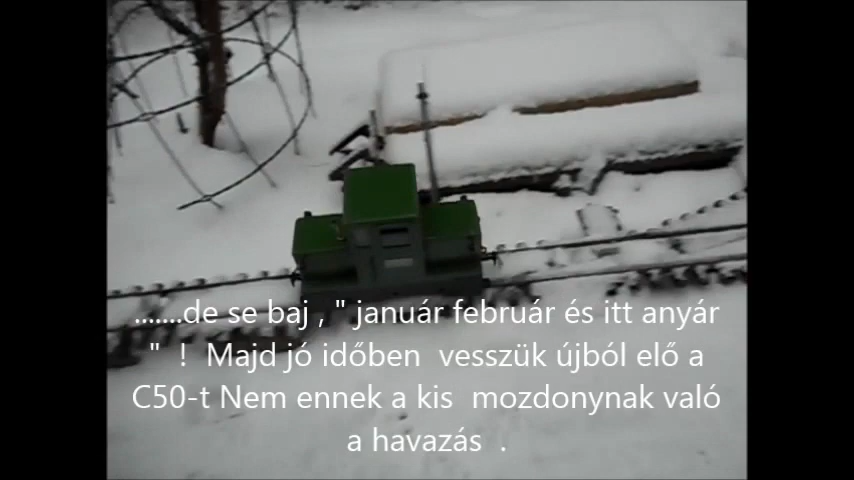 .......de se baj , " január február és itt anyár
" ! Majd jó időben vesszük újból elő a
C50-t Nem ennek a kis mozdonynak való
a havazás .